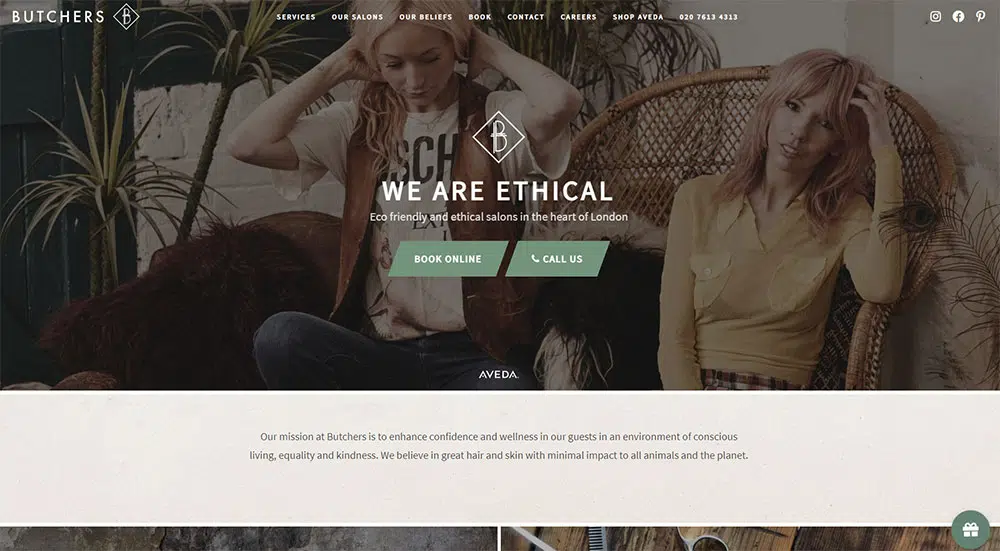 BUTCHERS B
SERVICES OUR SALONS OUR BELIEFS BOOK CONTACT CAREERS SHOP AVEDA 020 7613 4313
B
SCH
WE ARE ETHICAL
Eco friendly and ethical salons in the heart of London
BOOK ONLINE CALL US
AVEDA.
Our mission at Butchers is to enhance confidence and wellness in our guests in an environment of conscious
living, equality and kindness. We believe in great hair and skin with minimal impact to all animals and the planet.